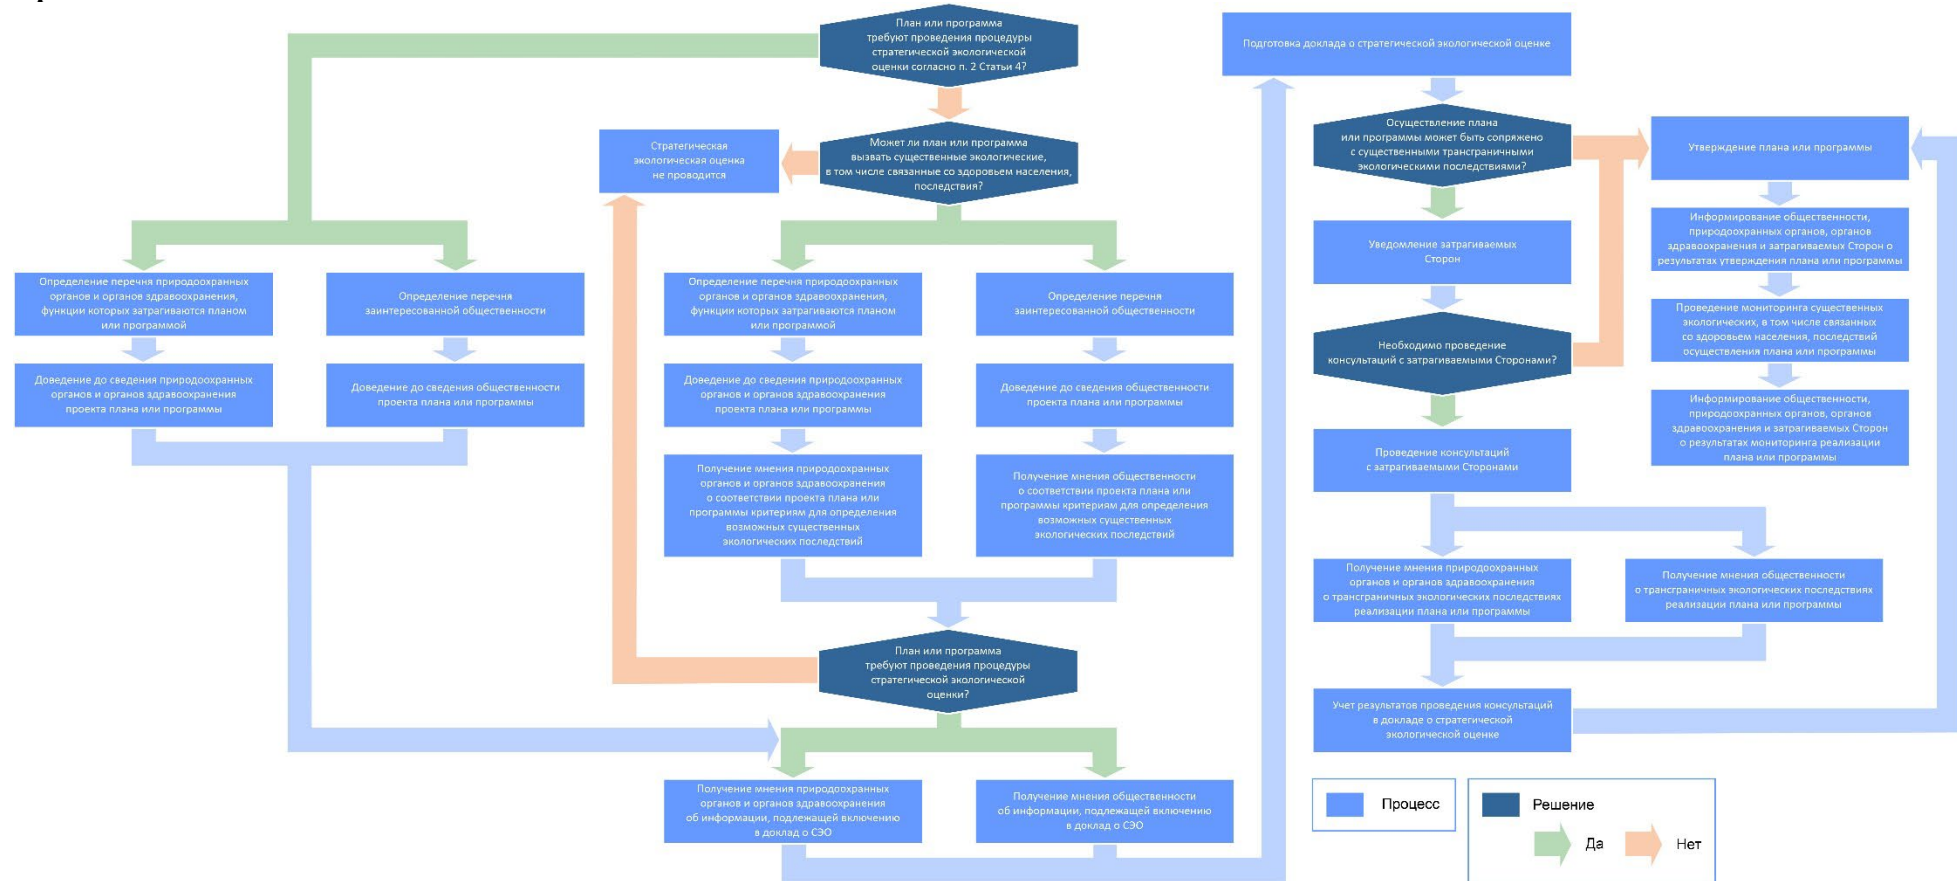 План или программа
требуют проведения процедуры
стратегической экологической
оценки согласно п. 2 Статьи 4?
Может ли план или программа
вызвать существенные экологические,
в том числе связанные со здоровьем населения,
последствия?
Стратегическая
экологическая оценка
не проводится
Определение перечня природоохранных
органов и органов здравоохранения,
функции которых затрагиваются планом
или программой
Определение перечня
заинтересованной общественности
Доведение до сведения природоохранных
органов и органов здравоохранения
проекта плана или программы
Доведение до сведения общественности
проекта плана или программы
Определение перечня природоохранных
органов и органов здравоохранения,
функции которых затрагиваются планом
или программой
Определение перечня
заинтересованной общественности
Доведение до сведения природоохранных
органов и органов здравоохранения
проекта плана или программы
Доведение до сведения общественности
проекта плана или программы
Получение мнения природоохранных
органов и органов здравоохранения
о соответствии проекта плана или
программы критериям для определения
возможных существенных
экологических последствий
Получение мнения общественности
о соответствии проекта плана или
программы критериям для определения
возможных существенных
экологических последствий
План или программа
требуют проведения процедуры
стратегической экологической
оценки?
Получение мнения природоохранных
органов и органов здравоохранения
об информации, подлежащей включению
в доклад о СЭО
Получение мнения общественности
об информации, подлежащей включению
в доклад о СЭО
Подготовка доклада о стратегической экологической оценке
Осуществление плана
или программы может быть сопряжено
с существенными трансграничными
экологическими последствиями?
Уведомление затрагиваемых
Сторон
Необходимо проведение
консультаций с затрагиваемыми Сторонами?
Проведение консультаций
с затрагиваемыми Сторонами
Получение мнения природоохранных
органов и органов здравоохранения
о трансграничных экологических последствиях
реализации плана или программы
Получение мнения общественности
о трансграничных экологических последствиях
реализации плана или программы
Учет результатов проведения консультаций
в докладе о стратегической
экологической оценке
Утверждение плана или программы
Информирование общественности,
природоохранных органов, органов
здравоохранения и затрагиваемых Сторон о
результатах утверждения плана или программы
Проведение мониторинга существенных
экологических, в том числе связанных
со здоровьем населения, последствий
осуществления плана или программы
Информирование общественности,
природоохранных органов, органов
здравоохранения и затрагиваемых Сторон
о результатах мониторинга реализации
плана или программы
Процесс
Решение
Да
Нет